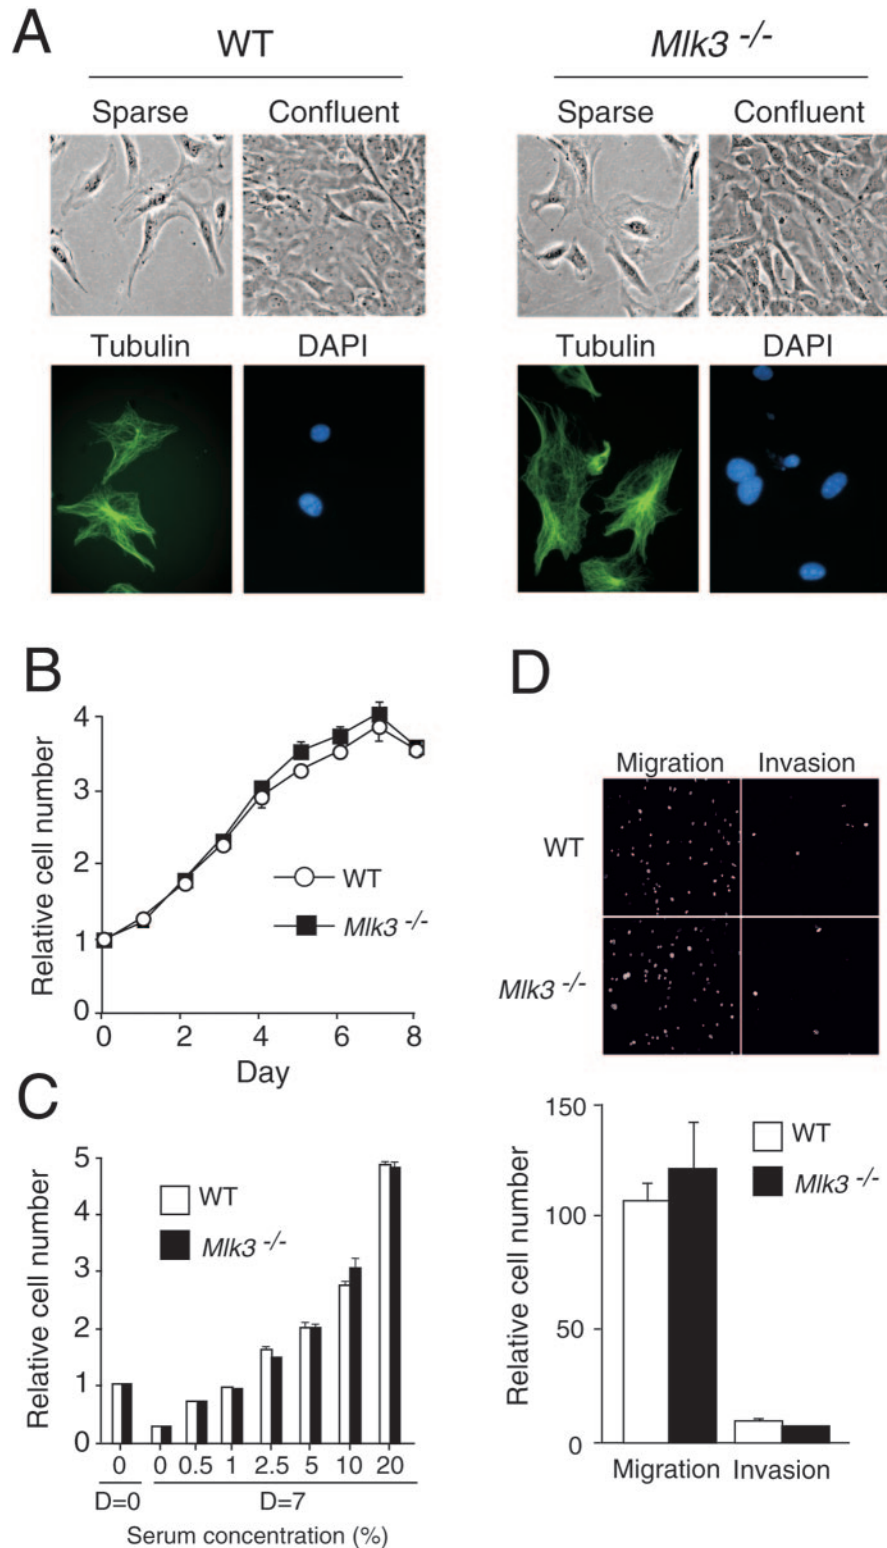 A
WT
Mlk3 -/-
Sparse Confluent
Sparse Confluent
Tubulin DAPI
Tubulin DAPI
B
Relative cell number
4
3
2
1
0
0 2 4 6 8
Day
WT
Mlk3 -/-
C
Relative cell number
5
4
3
2
1
0
WT
Mlk3 -/-
0 0 0.5 1 2.5 5 10 20
D=0 D=7
Serum concentration (%)
D
Migration Invasion
WT
Mlk3 -/-
Relative cell number
150
100
50
0
WT
Mlk3 -/-
Migration Invasion